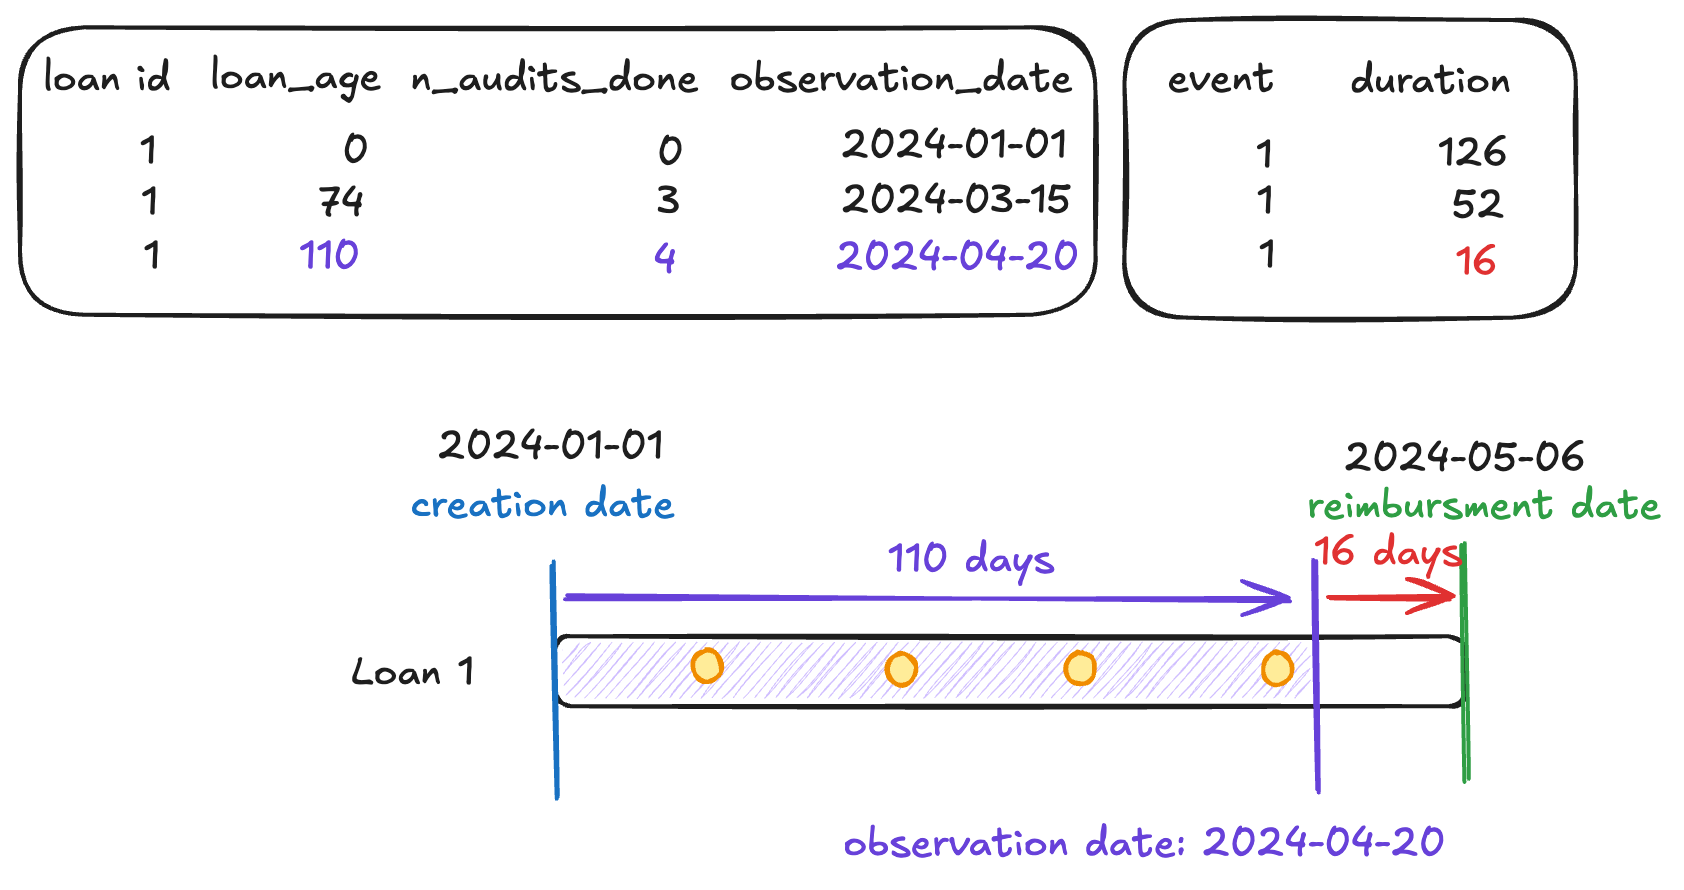 loan id loan_age n_audits_done observation_date event duration
1 0 0 2024-01-01 1 126
1 74 3 2024-03-15 1 52
1 110 4 2024-04-20 1 16
2024-01-01
creation date
2024-05-06
reimbursment date
110 days
16 days
Loan 1
observation date: 2024-04-20